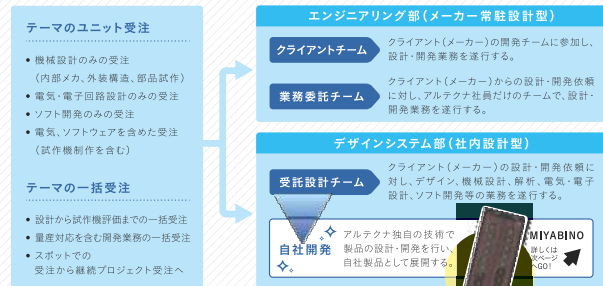 テーマのユニット受注
• 機械設計のみの受注
（内部メカ、外装構造、部品試作）
• 電気・電子回路設計のみの受注
• ソフト開発のみの受注
• 電気、ソフトウェアを含めた受注
（試作機制作を含む）
テーマの一括受注
• 設計から試作機評価までの一括受注
• 量産対応を含む開発業務の一括受注
• スポットでの
受注から継続プロジェクト受注へ
エンジニアリング部（メーカー常駐設計型）
クライアントチーム
クライアント（メーカー）の開発チームに参加し、
設計・開発業務を遂行する。
業務委託チーム
クライアント（メーカー）からの設計・開発依頼
に対し、アルテクナ社員だけのチームで、設計・
開発業務を遂行する。
デザインシステム部（社内設計型）
受託設計チーム
クライアント（メーカー）の設計・開発依頼に
対し、デザイン、機械設計、解析、電気・電子
設計、ソフト開発等の業務を遂行する。
自社開発
アルテクナ独自の技術で
製品の設計・開発を行い、
自社製品として展開する。
MIYABINO
詳しくは
次ページ
へGO!